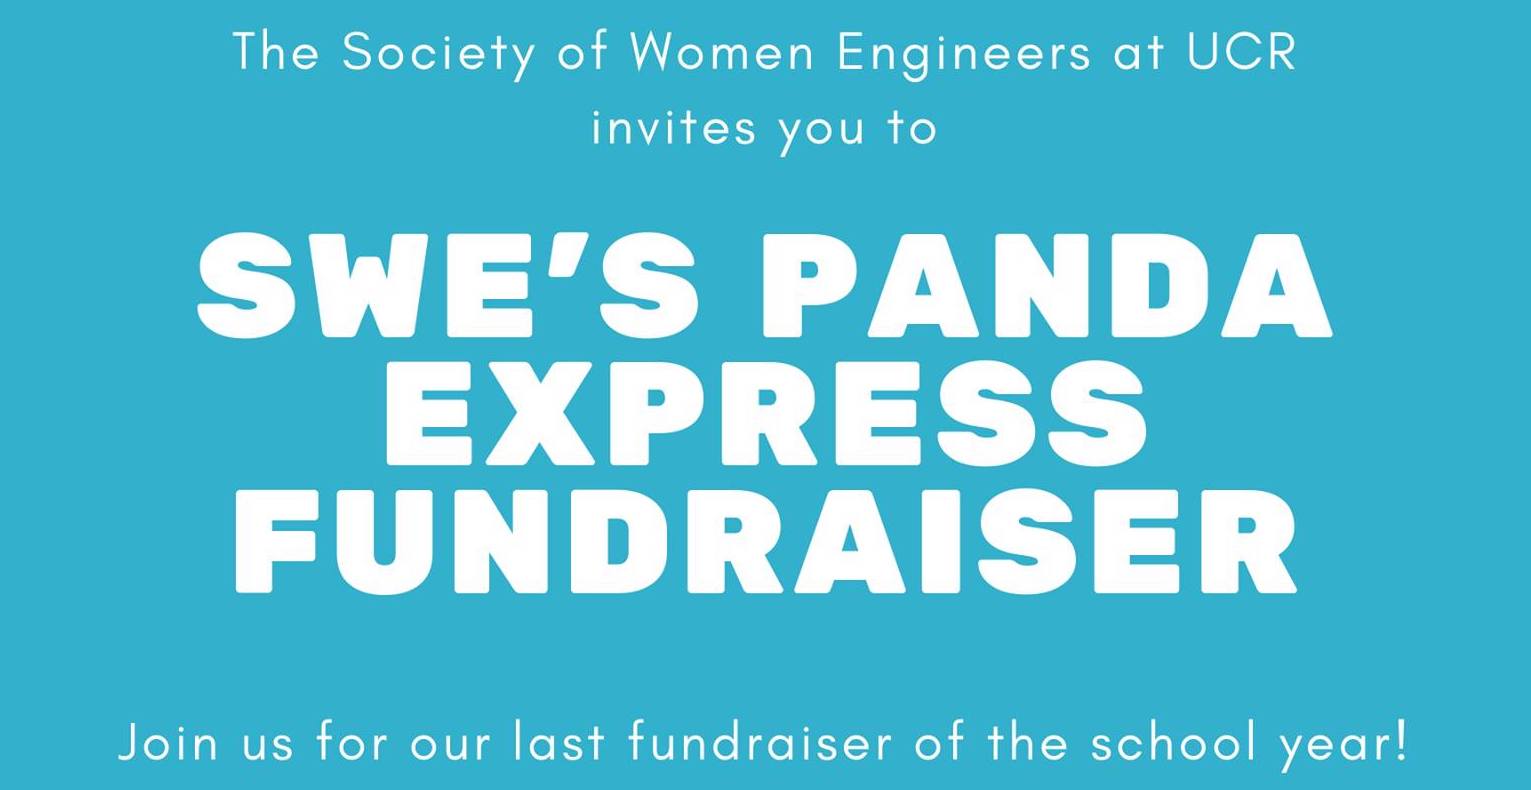 The Society of Women Engineers at UCR
invites you to
SWE'S PANDA
EXPRESS
FUNDRAISER
Join us for our last fundraiser of the school year!